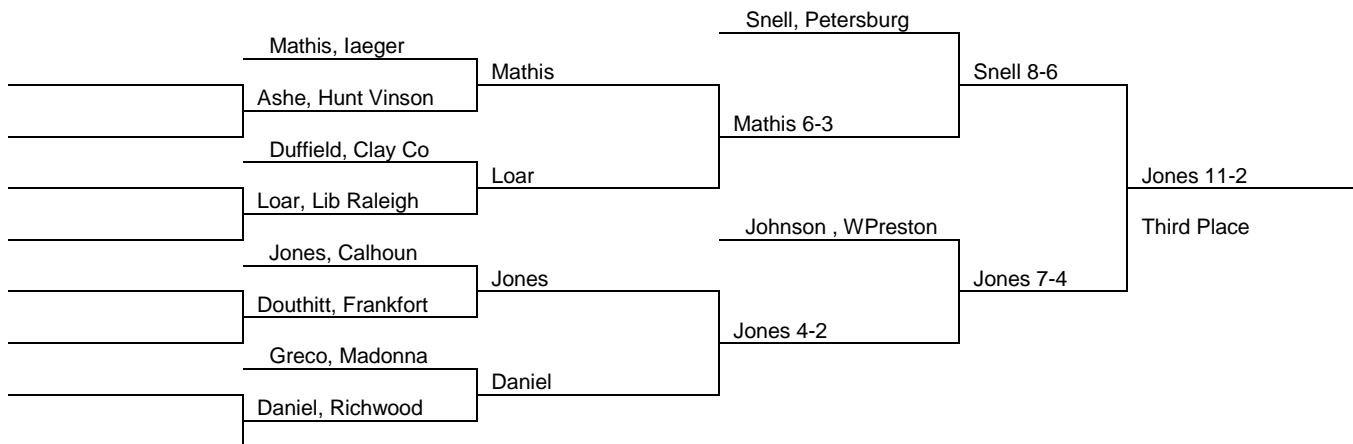 Snell, Petersburg
Mathis, Iaeger
Mathis
Snell 8-6
Ashe, Hunt Vinson
Mathis 6-3
Duffield, Clay Co
Loar
Jones 11-2
Loar, Lib Raleigh
Johnson , WPreston
Third Place
Jones, Calhoun
Jones
Jones 7-4
Douthitt, Frankfort
Jones 4-2
Greco, Madonna
Daniel
Daniel, Richwood